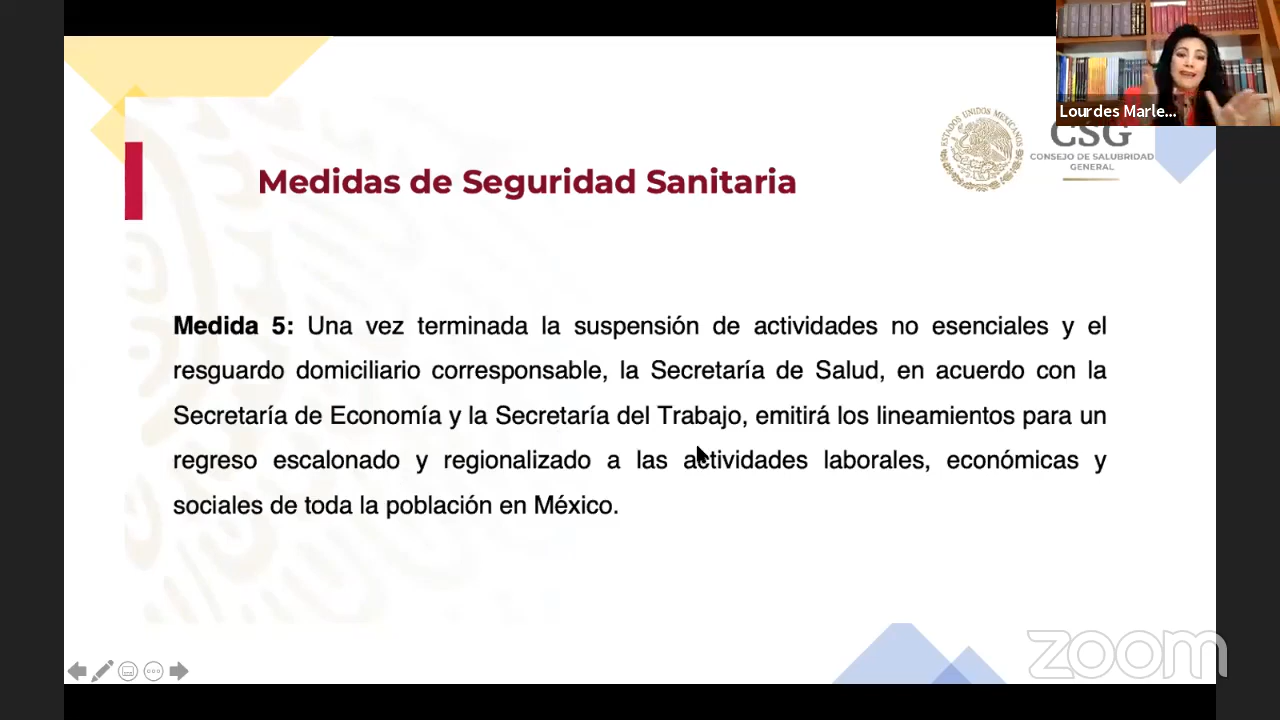 Lourdes Marle...
ESTADOS UNIDOS MEXICANOS
CSG
CONSEJO DE SALUBRIDAD
GENERAL
Medidas de Seguridad Sanitaria
Medida 5: Una vez terminada la suspensión de actividades no esenciales y el
resguardo domiciliario corresponsable, la Secretaría de Salud, en acuerdo con la
Secretaría de Economía y la Secretaría del Trabajo, emitirá los lineamientos para un
regreso escalonado y regionalizado a las actividades laborales, económicas y
sociales de toda la población en México.
zoom